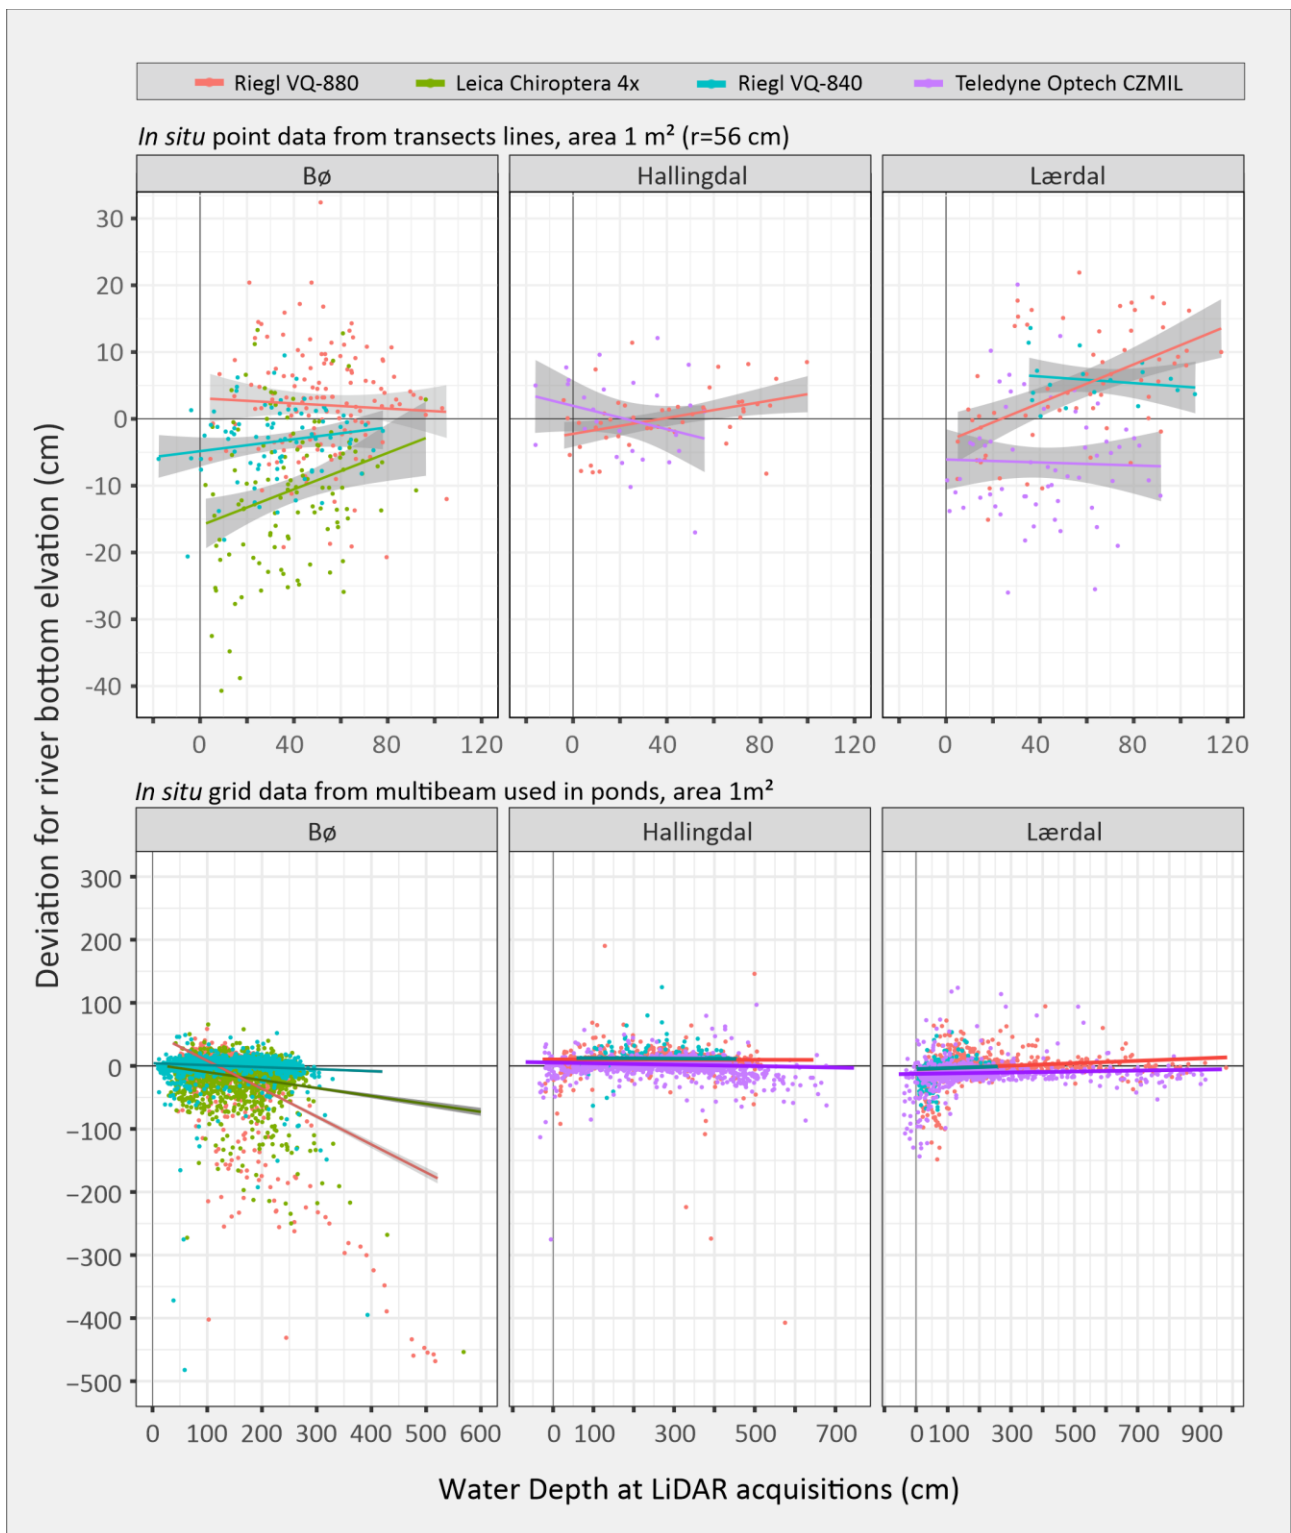 Riegl VQ-880 Leica Chiroptera 4x Riegl VQ-840 Teledyne Optech CZMIL
In situ point data from transects lines, area 1 m² (r=56 cm)
Bø Hallingdal Lærdal
30
20
10
0
-10
-20
-30
-40
0 40 80 120 0 40 80 120 0 40 80 120
Deviation for river bottom elvation (cm)
In situ grid data from multibeam used in ponds, area 1m²
Bø Hallingdal Lærdal
300
200
100
0
−100
−200
−300
−400
−500
0 100 200 300 400 500 600 0 100 300 500 700 0 100 300 500 700 900
Water Depth at LiDAR acquisitions (cm)